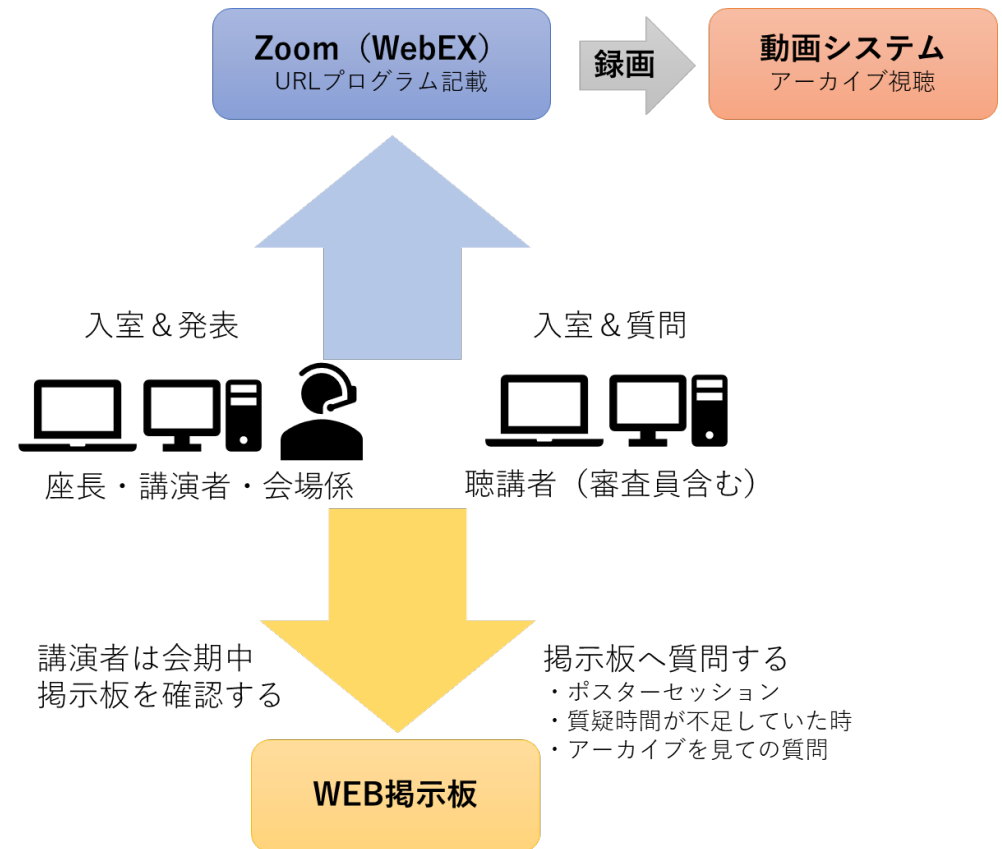 Zoom（WebEX）
URLプログラム記載
録画
動画システム
アーカイブ視聴
入室＆発表
入室＆質問
座長・講演者・会場係
聴講者（審査員含む）
講演者は会期中
掲示板を確認する
掲示板へ質問する
・ポスターセッション
・質疑時間が不足していた時
・アーカイブを見ての質問
WEB掲示板